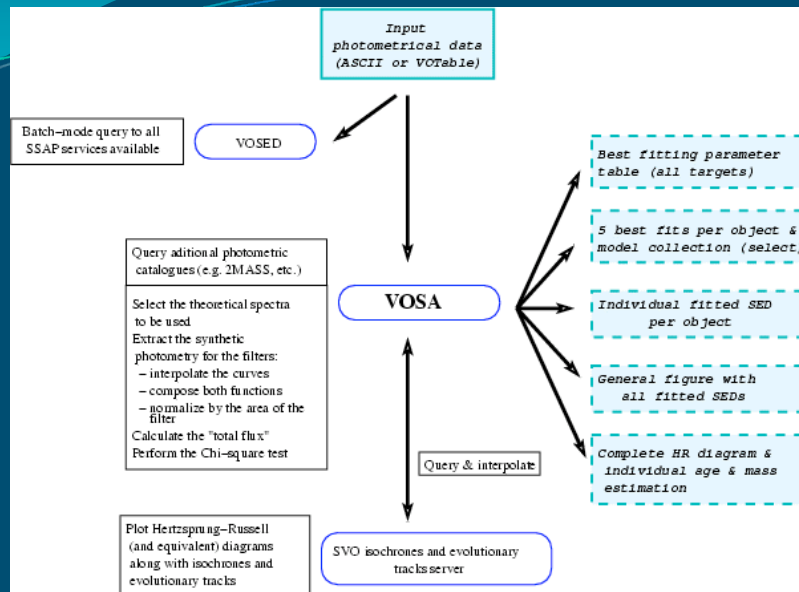 Input
photometrical data
(ASCII or VOTable)
Batch-mode query to all
SSAP services available
VOSED
Query aditional photometric
catalogues (e.g. 2MASS, etc.)
Select the theoretical spectra
to be used
Extract the synthetic
photometry for the filters:
– interpolate the curves
– compose both functions
– normalize by the area of the
filter
Calculate the "total flux"
Perform the Chi-square test
VOSA
Query & interpolate
Plot Hertzsprung-Russell
(and equivalent) diagrams
along with isochrones and
evolutionary tracks
SVO isochrones and evolutionary
tracks server
Best fitting parameter
table (all targets)
5 best fits per object &
model collection (select
Individual fitted SED
per object
General figure with
all fitted SEDs
Complete HR diagram &
individual age & mass
estimation